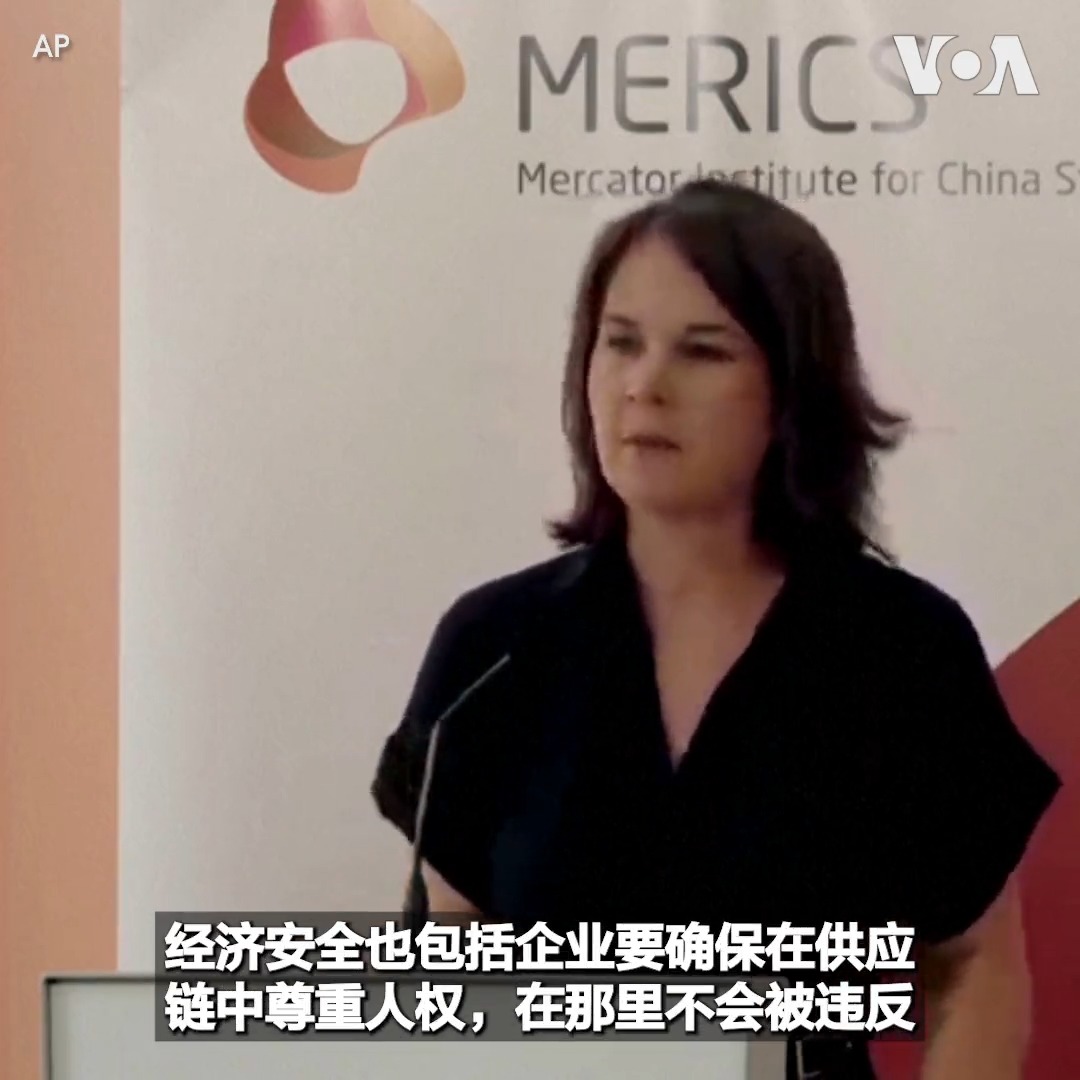 AP
VOA
MERICS
Mercator Institute for China S
经济安全也包括企业要确保在供应
链中尊重人权，在那里不会被违反